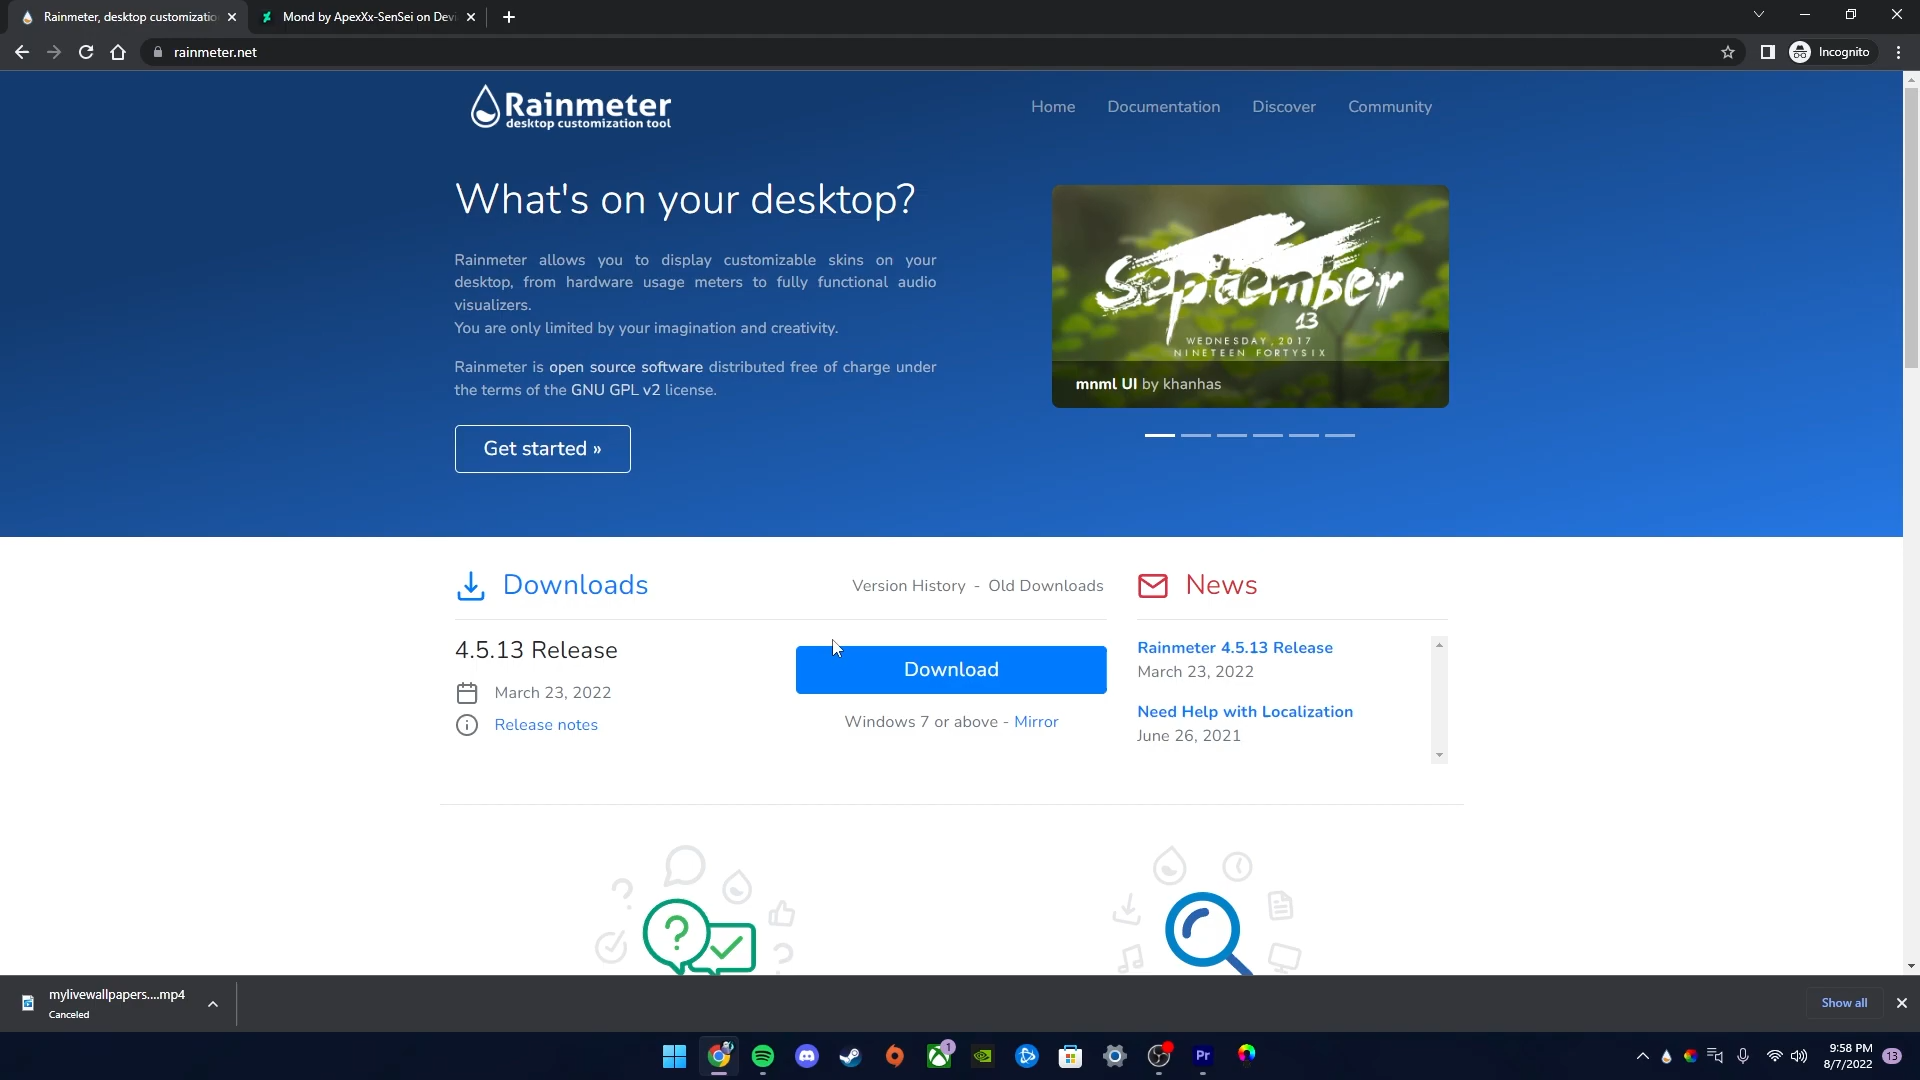 Rainmeter, desktop customizatio
Mond by ApexXx-SenSei on Devi
rainmeter.net
Incognito
Rainmeter
desktop customization tool
Home
Documentation
Discover
Community
What's on your desktop?
Rainmeter allows you to display customizable skins on your
desktop, from hardware usage meters to fully functional audio
visualizers.
You are only limited by your imagination and creativity.
Rainmeter is open source software distributed free of charge under
the terms of the GNU GPL v2 license.
Get started »
September
13
WEDNESDAY, 2017
NINETEEN FORTYSIX
mnml UI by khanhas
Downloads
Version History - Old Downloads
News
4.5.13 Release
March 23, 2022
Release notes
Download
Windows 7 or above - Mirror
Rainmeter 4.5.13 Release
March 23, 2022
Need Help with Localization
June 26, 2021
mylivewallpapers....mp4
Canceled
Show all
1
Pr
9:58 PM
8/7/2022
13